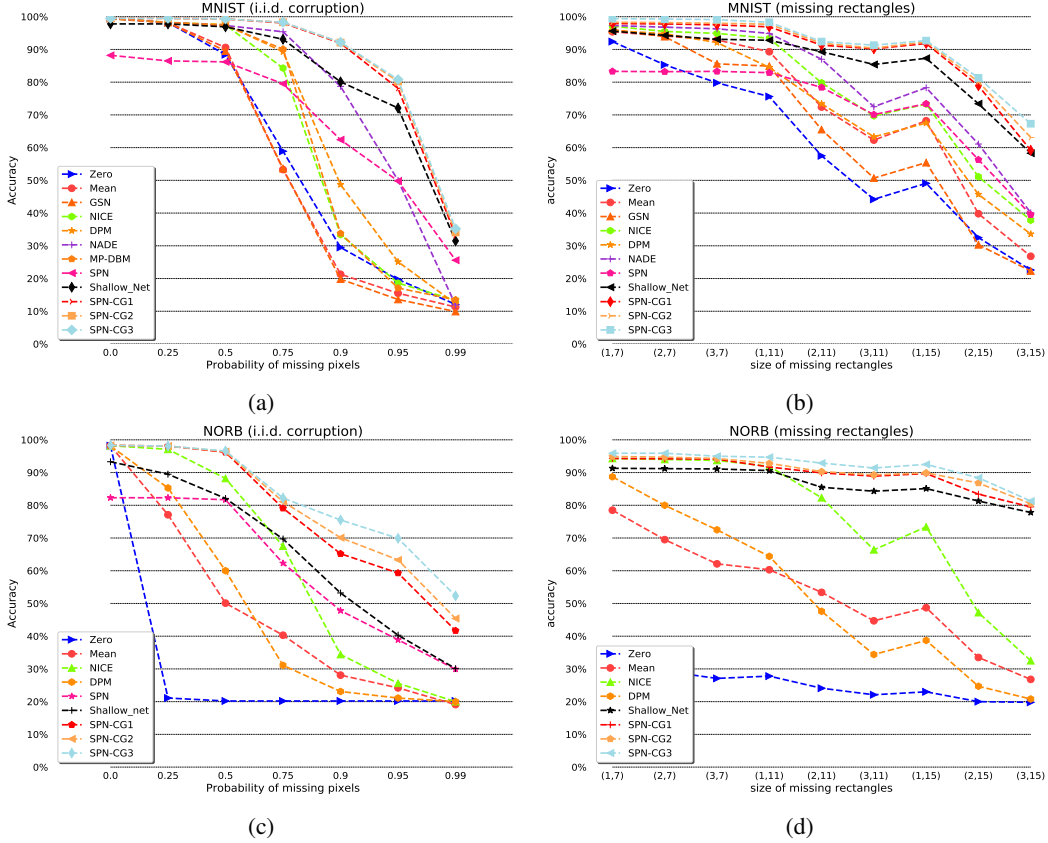 MNIST (i.i.d. corruption)
100%
90%
80%
70%
60%
50%
40%
30%
20%
10%
0%
Accuracy
Zero
Mean
GSN
NICE
DPM
NADE
MP-DBM
SPN
Shallow_Net
SPN-CG1
SPN-CG2
SPN-CG3
0.0 0.25 0.5 0.75 0.9 0.95 0.99
Probability of missing pixels
(a)
MNIST (missing rectangles)
100%
90%
80%
70%
60%
50%
40%
30%
20%
10%
0%
accuracy
Zero
Mean
GSN
NICE
DPM
NADE
SPN
Shallow_Net
SPN-CG1
SPN-CG2
SPN-CG3
(1,7) (2,7) (3,7) (1,11) (2,11) (3,11) (1,15) (2,15) (3,15)
size of missing rectangles
(b)
NORB (i.i.d. corruption)
100%
90%
80%
70%
60%
50%
40%
30%
20%
10%
0%
Accuracy
Zero
Mean
NICE
DPM
SPN
Shallow_net
SPN-CG1
SPN-CG2
SPN-CG3
0.0 0.25 0.5 0.75 0.9 0.95 0.99
Probability of missing pixels
(c)
NORB (missing rectangles)
100%
90%
80%
70%
60%
50%
40%
30%
20%
10%
0%
accuracy
Zero
Mean
NICE
DPM
Shallow_Net
SPN-CG1
SPN-CG2
SPN-CG3
(1,7) (2,7) (3,7) (1,11) (2,11) (3,11) (1,15) (2,15) (3,15)
size of missing rectangles
(d)